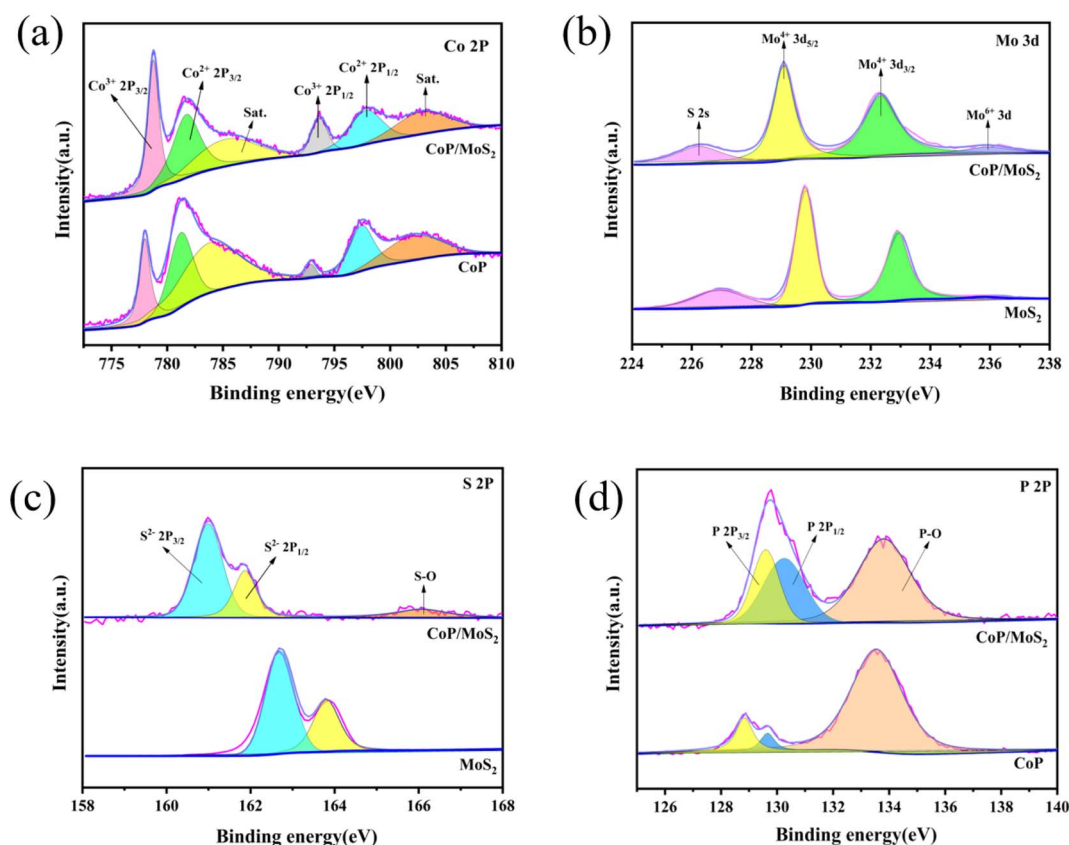 (a)
Co 2P
Co³⁺ 2P₃/₂
Co²⁺ 2P₃/₂
Sat.
Co³⁺ 2P₁/₂
Co²⁺ 2P₁/₂
Sat.
CoP/MoS₂
CoP
Intensity(a.u.)
775 780 785 790 795 800 805 810
Binding energy(eV)
(b)
Mo 3d
S 2s
Mo⁴⁺ 3d₅/₂
Mo⁴⁺ 3d₃/₂
Mo⁶⁺ 3d
CoP/MoS₂
MoS₂
Intensity(a.u.)
224 226 228 230 232 234 236 238
Binding energy(eV)
(c)
S 2P
S²⁻ 2P₃/₂
S²⁻ 2P₁/₂
S-O
CoP/MoS₂
MoS₂
Intensity(a.u.)
158 160 162 164 166 168
Binding energy(eV)
(d)
P 2P
P 2P₃/₂
P 2P₁/₂
P-O
CoP/MoS₂
CoP
Intensity(a.u.)
126 128 130 132 134 136 138 140
Binding energy(eV)